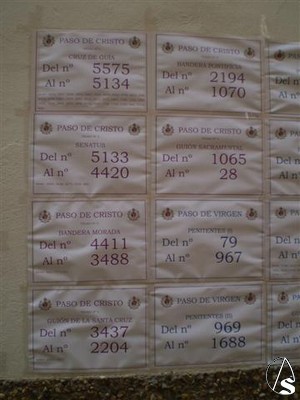 PASO DE CRISTO
CRUZ DE GUÍA
Del nº 5575
Al nº 5134
PASO DE CRISTO
SENATUS
Del nº 5133
Al nº 4420
PASO DE CRISTO
BANDERA MORADA
Del nº 4411
Al nº 3488
PASO DE CRISTO
GUIÓN DE LA SANTA CRUZ
Del nº 3437
Al nº 2204
PASO DE CRISTO
BANDERA PONTIFICIA
Del nº 2194
Al nº 1070
PASO DE CRISTO
GUIÓN SACRAMENTAL
Del nº 1065
Al nº 28
PASO DE VIRGEN
Del nº 79
Al nº 967
PASO DE VIRGEN
Del nº 969
Al nº 1688